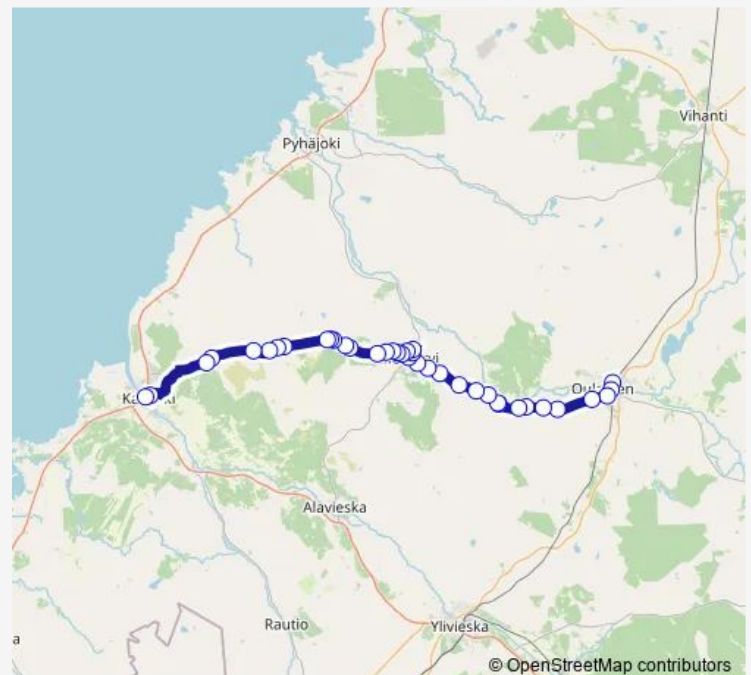 Vihanti
Pyhäjoki
Alavieska
Rautio
Ylivieska
a
© OpenStreetMap contributors